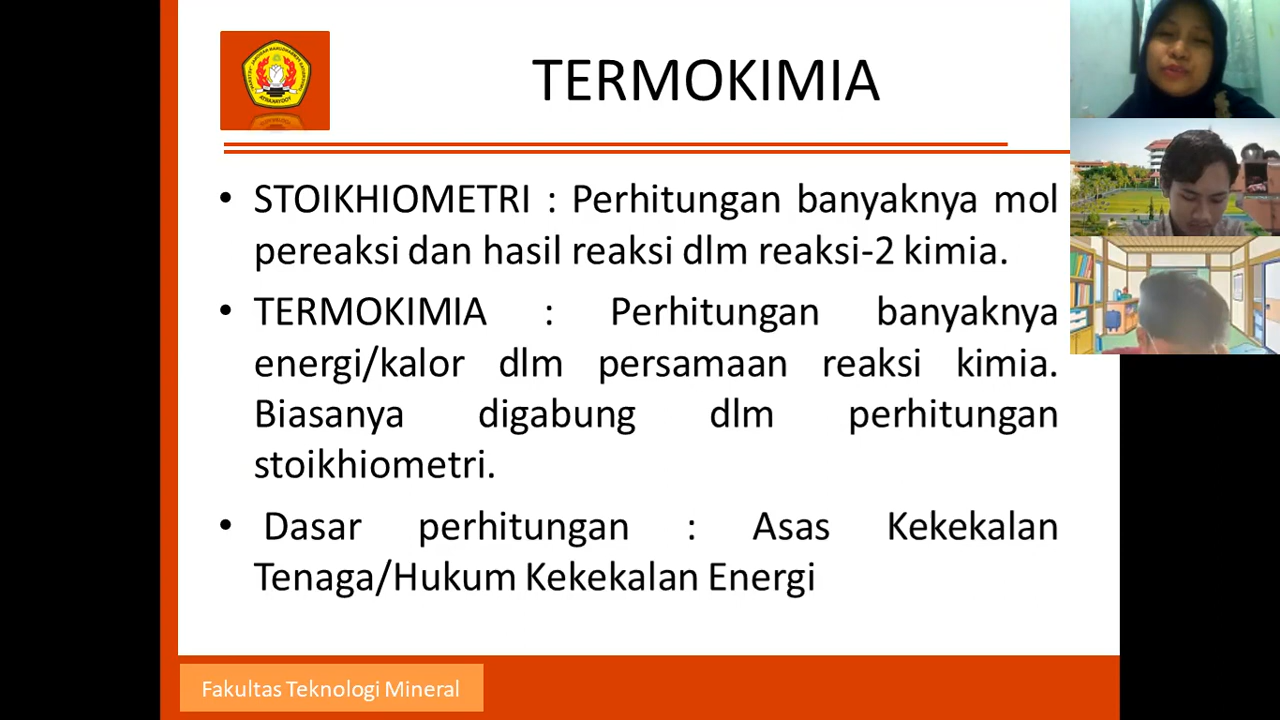 TERMOKIMIA
• STOIKHIOMETRI : Perhitungan banyaknya mol
pereaksi dan hasil reaksi dlm reaksi-2 kimia.
• TERMOKIMIA : Perhitungan banyaknya
energi/kalor dlm persamaan reaksi kimia.
Biasanya digabung dlm perhitungan
stoikhiometri.
• Dasar perhitungan : Asas Kekekalan
Tenaga/Hukum Kekekalan Energi
Fakultas Teknologi Mineral